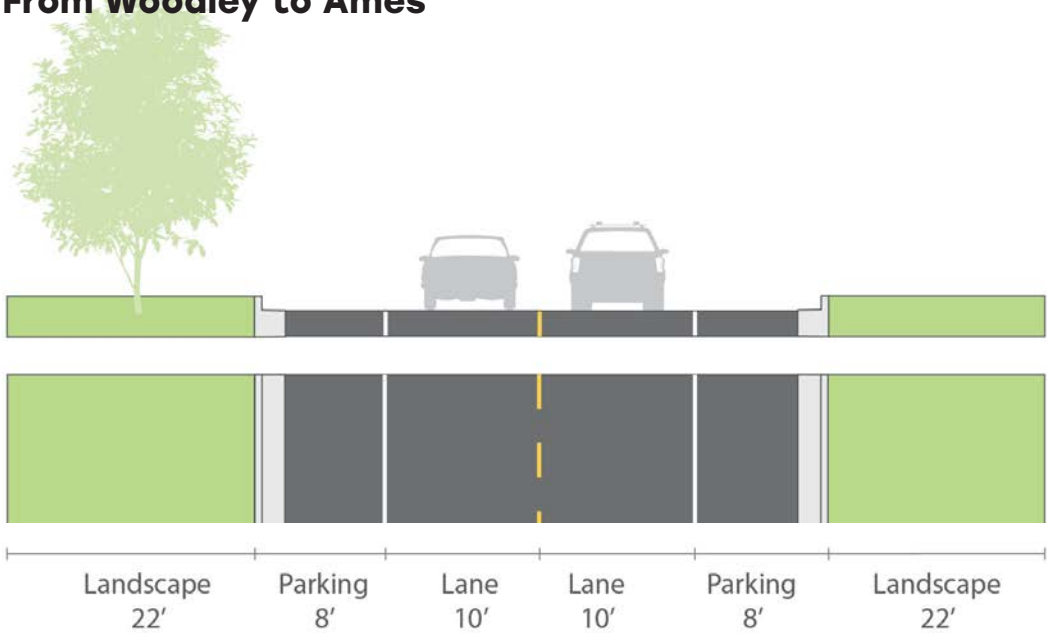 From Woodley to Ames
Landscape Parking Lane Lane Parking Landscape
22′ 8′ 10′ 10′ 8′ 22′